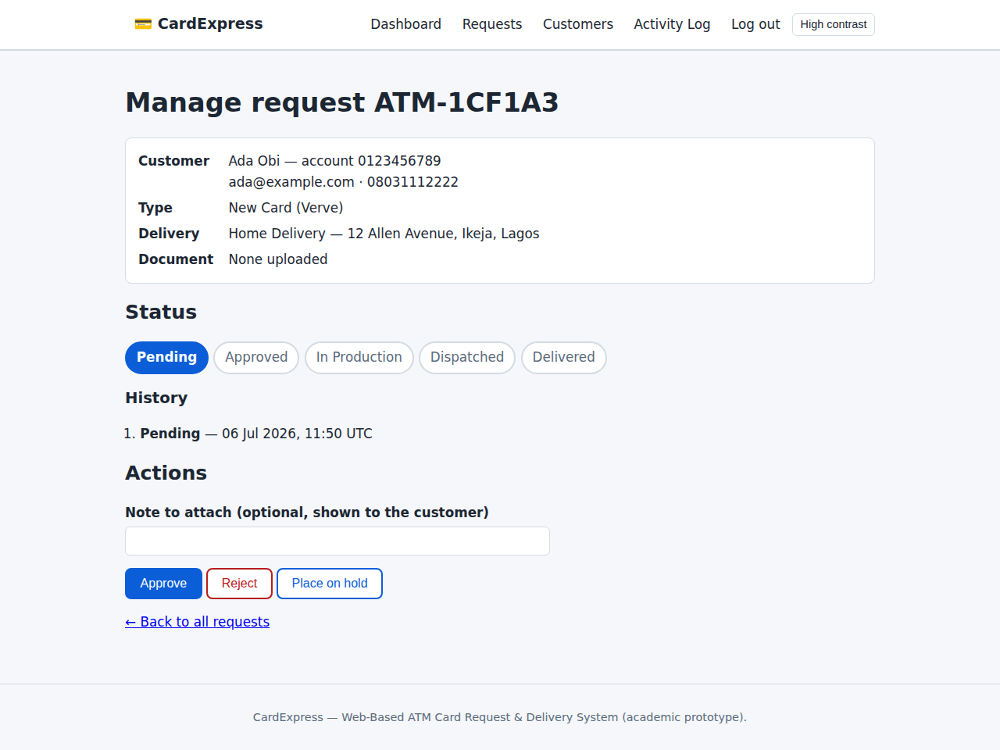 💳 CardExpress
Dashboard Requests Customers Activity Log Log out High contrast
Manage request ATM-1CF1A3
Customer Ada Obi — account 0123456789
ada@example.com · 08031112222
Type New Card (Verve)
Delivery Home Delivery — 12 Allen Avenue, Ikeja, Lagos
Document None uploaded
Status
Pending Approved In Production Dispatched Delivered
History
1. Pending — 06 Jul 2026, 11:50 UTC
Actions
Note to attach (optional, shown to the customer)
Approve Reject Place on hold
← Back to all requests
CardExpress — Web-Based ATM Card Request & Delivery System (academic prototype).